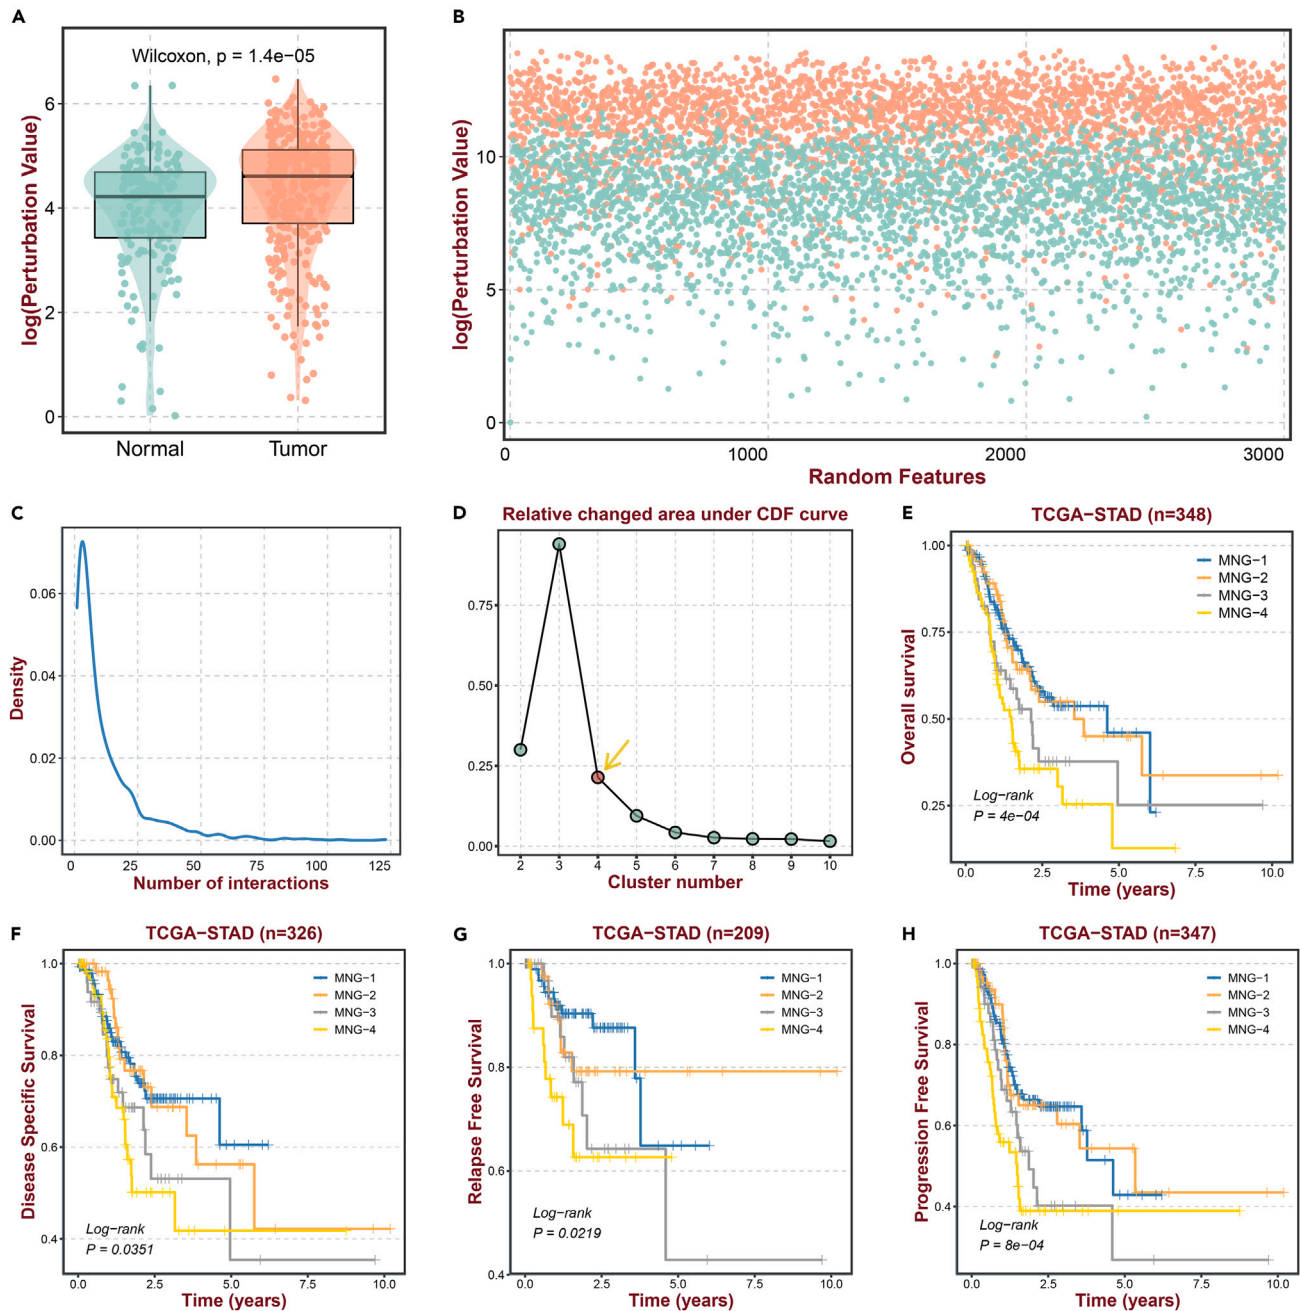 A
Wilcoxon, p = 1.4e−05
log(Perturbation Value)
6
4
2
0
Normal
Tumor
B
log(Perturbation Value)
10
5
0
0
1000
2000
3000
Random Features
C
Density
0.06
0.04
0.02
0.00
0
25
50
75
100
125
Number of interactions
D
Relative changed area under CDF curve
0.75
0.50
0.25
0.00
2
3
4
5
6
7
8
9
10
Cluster number
E
TCGA−STAD (n=348)
Overall survival
1.00
0.75
0.50
0.25
MNG−1
MNG−2
MNG−3
MNG−4
Log−rank
P = 4e−04
0.0
2.5
5.0
7.5
10.0
Time (years)
F
TCGA−STAD (n=326)
Disease Specific Survival
1.0
0.8
0.6
0.4
MNG−1
MNG−2
MNG−3
MNG−4
Log−rank
P = 0.0351
0.0
2.5
5.0
7.5
10.0
Time (years)
G
TCGA−STAD (n=209)
Relapse Free Survival
1.0
0.8
0.6
0.4
MNG−1
MNG−2
MNG−3
MNG−4
Log−rank
P = 0.0219
0.0
2.5
5.0
7.5
10.0
Time (years)
H
TCGA−STAD (n=347)
Progression Free Survival
1.0
0.8
0.6
0.4
MNG−1
MNG−2
MNG−3
MNG−4
Log−rank
P = 8e−04
0.0
2.5
5.0
7.5
10.0
Time (years)